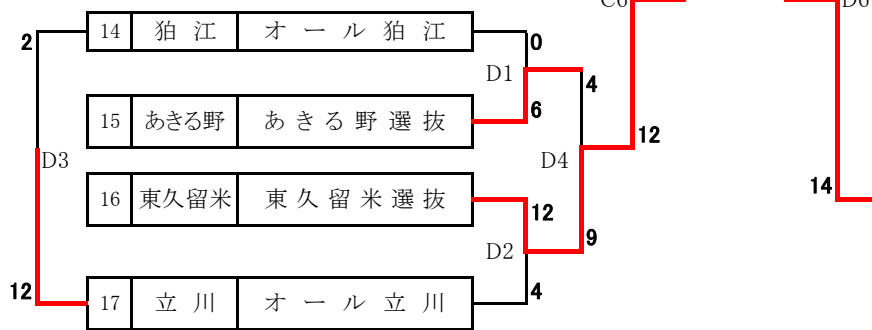 C6
D6
2
14 狛江 オール狛江
0
D1
4
15 あきる野 あきる野選抜
6
12
D3
D4
14
16 東久留米 東久留米選抜
12
9
D2
12
17 立川 オール立川
4